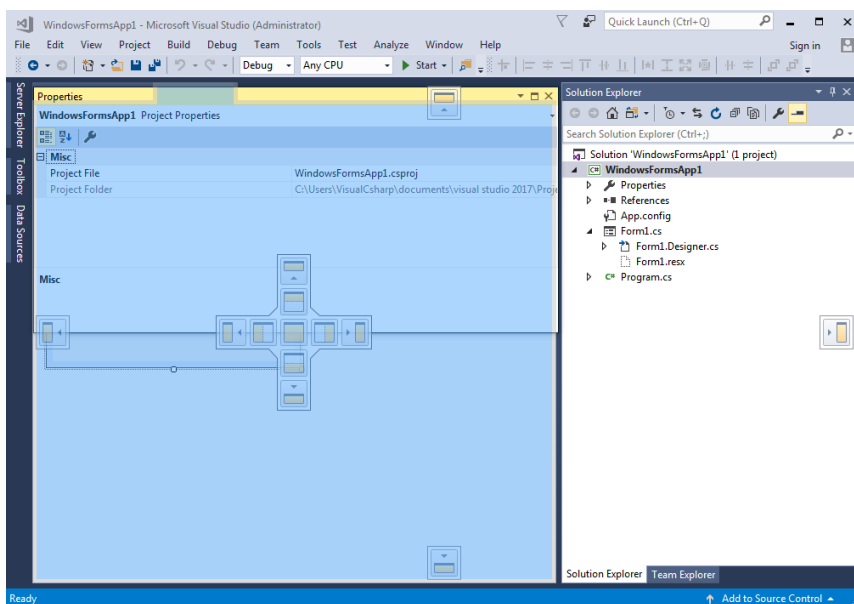 WindowsFormsApp1 - Microsoft Visual Studio (Administrator)
Quick Launch (Ctrl+Q)
File Edit View Project Build Debug Team Tools Test Analyze Window Help
Sign in
Debug Any CPU Start
Server Explorer
Toolbox
Data Sources
Properties
WindowsFormsApp1 Project Properties
Misc
Project File WindowsFormsApp1.csproj
Project Folder C:\Users\VisualCsharp\documents\visual studio 2017\Proj
Misc
Solution Explorer
Search Solution Explorer (Ctrl+;)
Solution 'WindowsFormsApp1' (1 project)
C# WindowsFormsApp1
Properties
References
App.config
Form1.cs
Form1.Designer.cs
Form1.resx
C# Program.cs
Solution Explorer Team Explorer
Ready
Add to Source Control